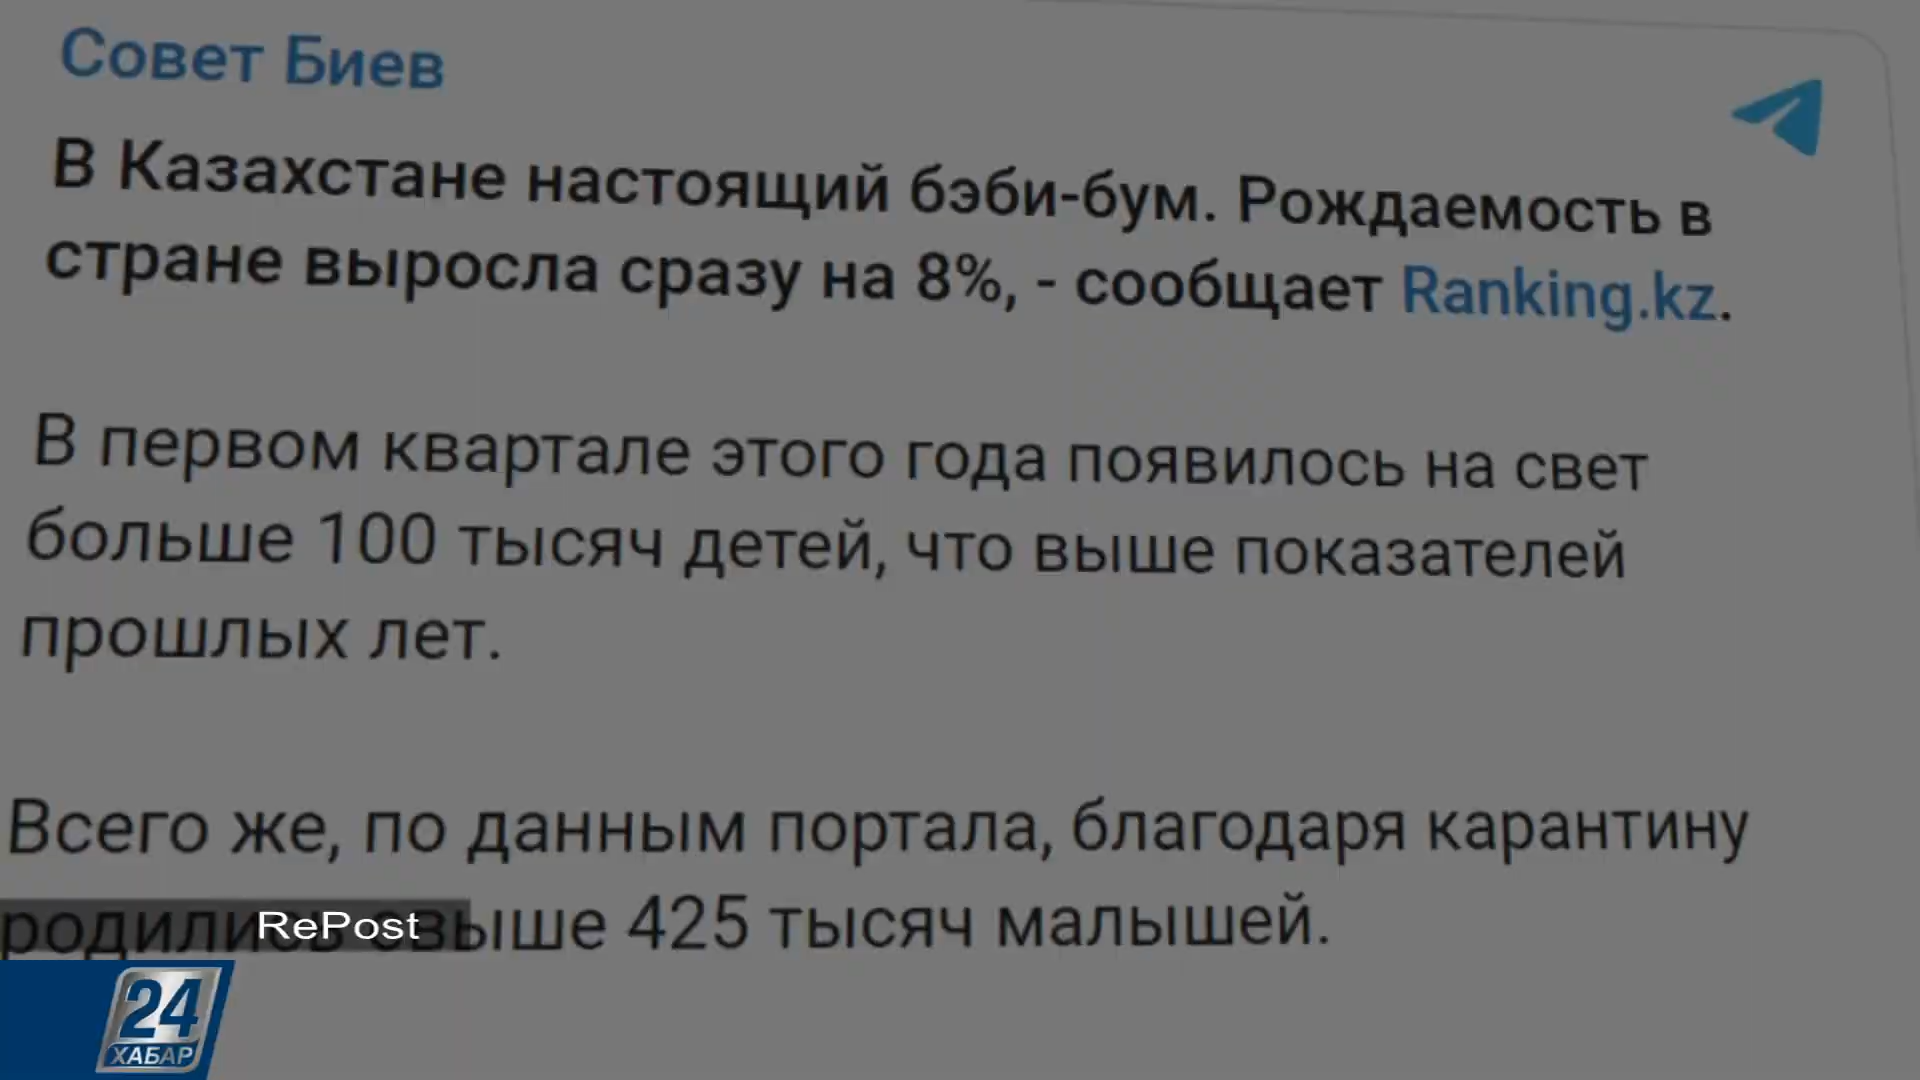 Совет Биев
В Казахстане настоящий бэби-бум. Рождаемость в
стране выросла сразу на 8%, - сообщает Ranking.kz.
В первом квартале этого года появилось на свет
больше 100 тысяч детей, что выше показателей
прошлых лет.
Всего же, по данным портала, благодаря карантину
родились свыше 425 тысяч малышей.
RePost
24
ХАБАР